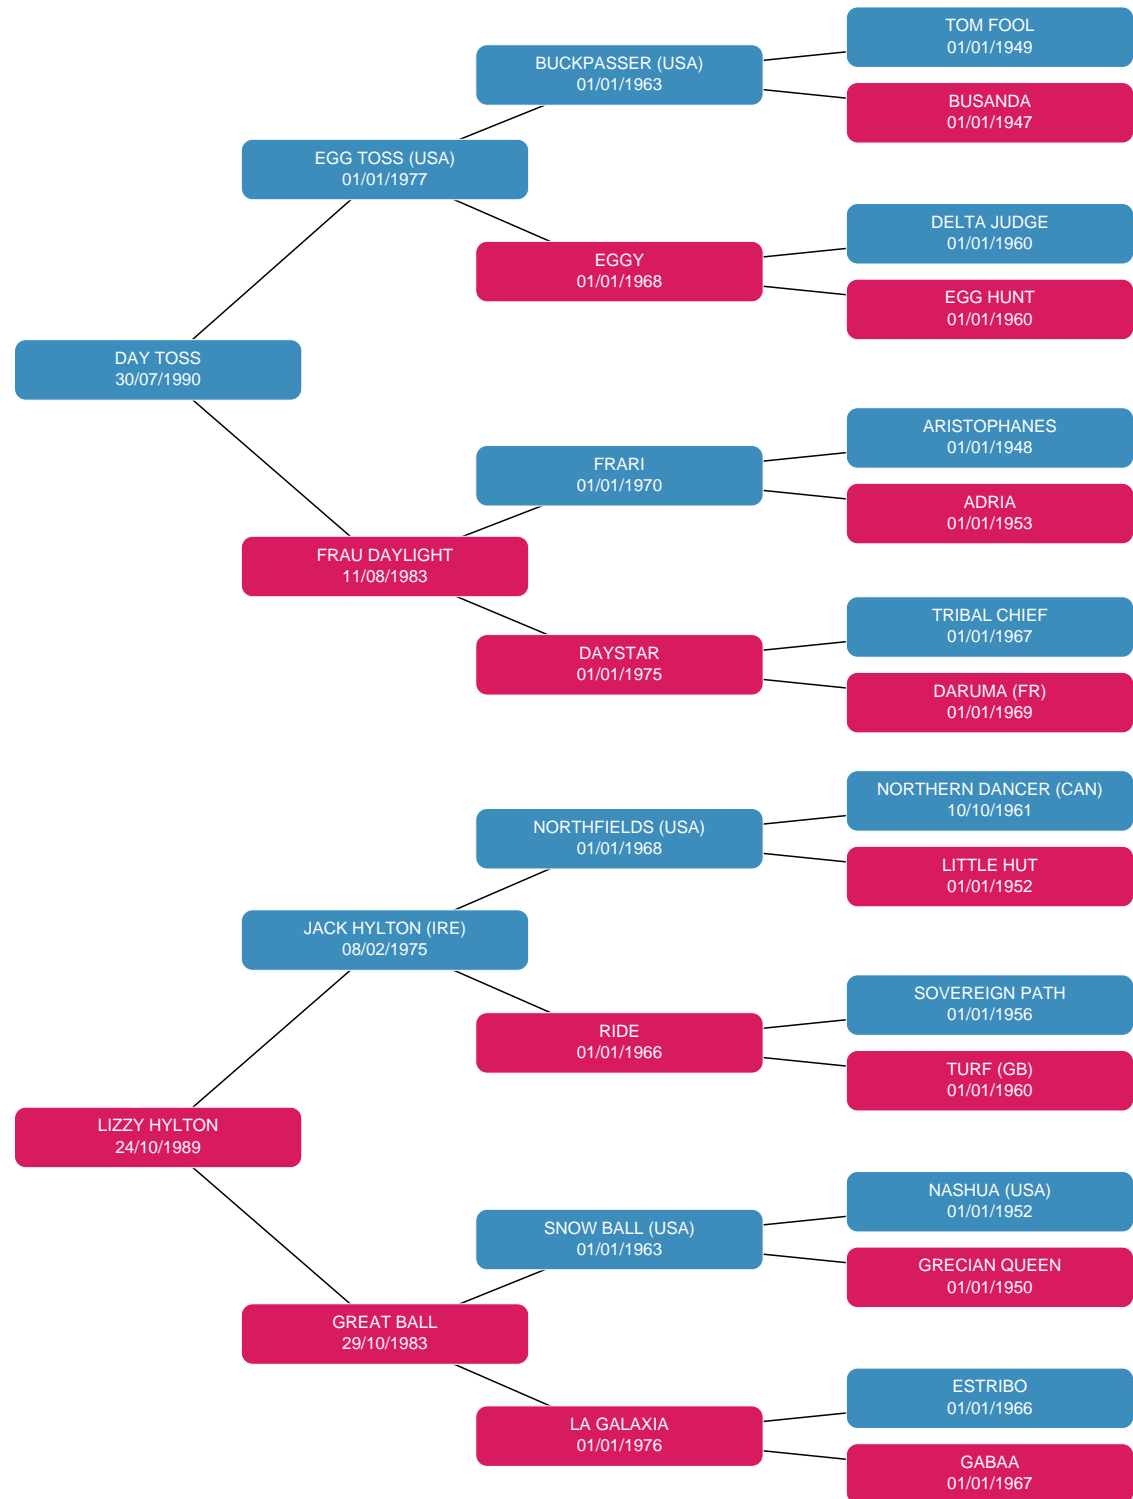 TOM FOOL
01/01/1949
BUCKPASSER (USA)
01/01/1963
BUSANDA
01/01/1947
EGG TOSS (USA)
01/01/1977
DELTA JUDGE
01/01/1960
EGGY
01/01/1968
EGG HUNT
01/01/1960
DAY TOSS
30/07/1990
ARISTOPHANES
01/01/1948
FRARI
01/01/1970
ADRIA
01/01/1953
FRAU DAYLIGHT
11/08/1983
TRIBAL CHIEF
01/01/1967
DAYSTAR
01/01/1975
DARUMA (FR)
01/01/1969
NORTHERN DANCER (CAN)
10/10/1961
NORTHFIELDS (USA)
01/01/1968
LITTLE HUT
01/01/1952
JACK HYLTON (IRE)
08/02/1975
SOVEREIGN PATH
01/01/1956
RIDE
01/01/1966
TURF (GB)
01/01/1960
LIZZY HYLTON
24/10/1989
NASHUA (USA)
01/01/1952
SNOW BALL (USA)
01/01/1963
GRECIAN QUEEN
01/01/1950
GREAT BALL
29/10/1983
ESTRIBO
01/01/1966
LA GALAXIA
01/01/1976
GABAA
01/01/1967